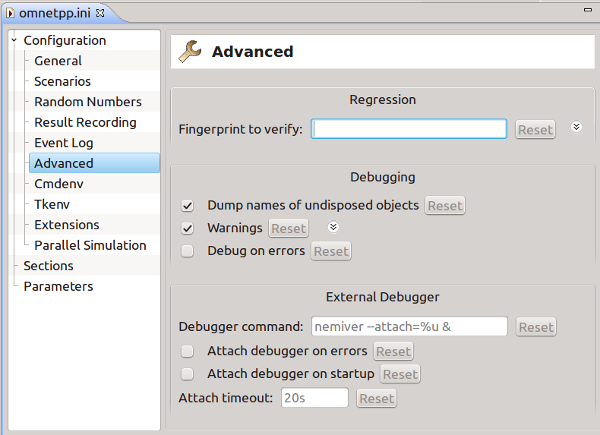 omnetpp.ini
Configuration
General
Scenarios
Random Numbers
Result Recording
Event Log
Advanced
Cmdenv
Tkenv
Extensions
Parallel Simulation
Sections
Parameters
Advanced
Regression
Fingerprint to verify: Reset
Debugging
Dump names of undisposed objects Reset
Warnings Reset
Debug on errors Reset
External Debugger
Debugger command: nemiver --attach=%u & Reset
Attach debugger on errors Reset
Attach debugger on startup Reset
Attach timeout: 20s Reset